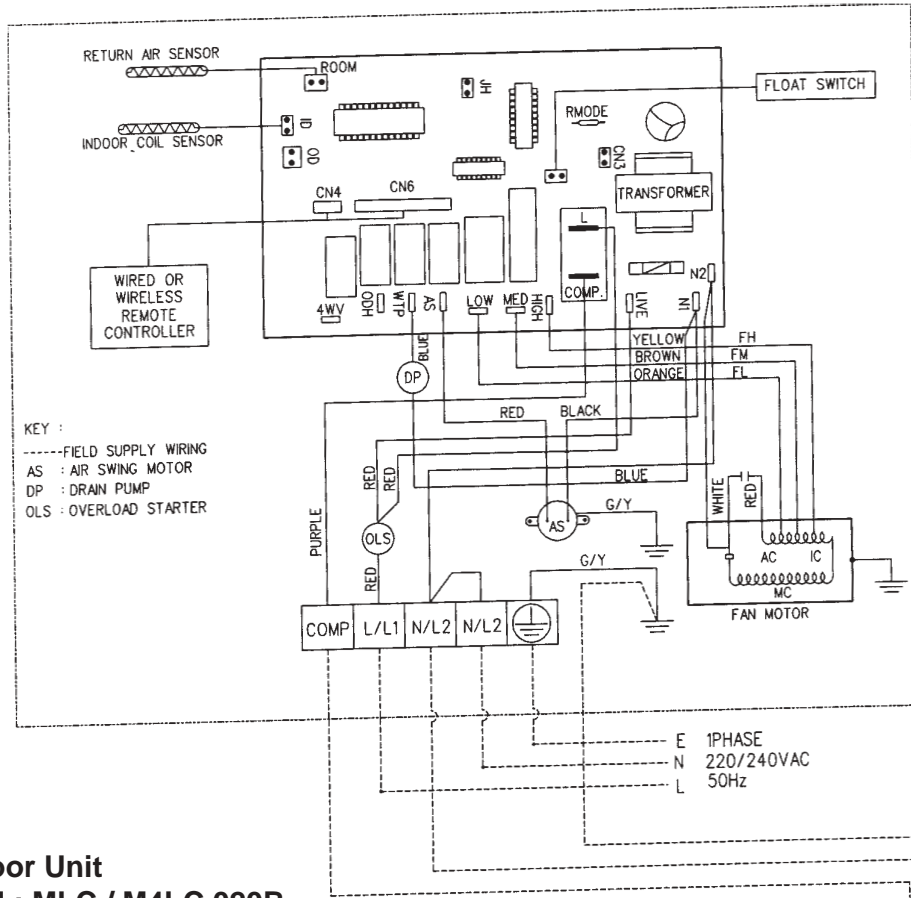 RETURN AIR SENSOR
ROOM
JH
FLOAT SWITCH
RMODE
ID
INDOOR COIL SENSOR
OD
CN3
CN4
CN6
TRANSFORMER
L
WIRED OR
WIRELESS
REMOTE
CONTROLLER
N2
4WV
ODH
WTP
AS
LOW
MED
HIGH
COMP.
LIVE
N1
YELLOW FH
BROWN FM
ORANGE FL
BLUE
DP
RED
BLACK
KEY :
------FIELD SUPPLY WIRING
AS : AIR SWING MOTOR
DP : DRAIN PUMP
OLS : OVERLOAD STARTER
RED
RED
BLUE
WHITE
RED
PURPLE
OLS
AS
G/Y
AC IC
MC
FAN MOTOR
RED
G/Y
COMP L/L1 N/L2 N/L2
E 1PHASE
N 220/240VAC
L 50Hz
oor Unit